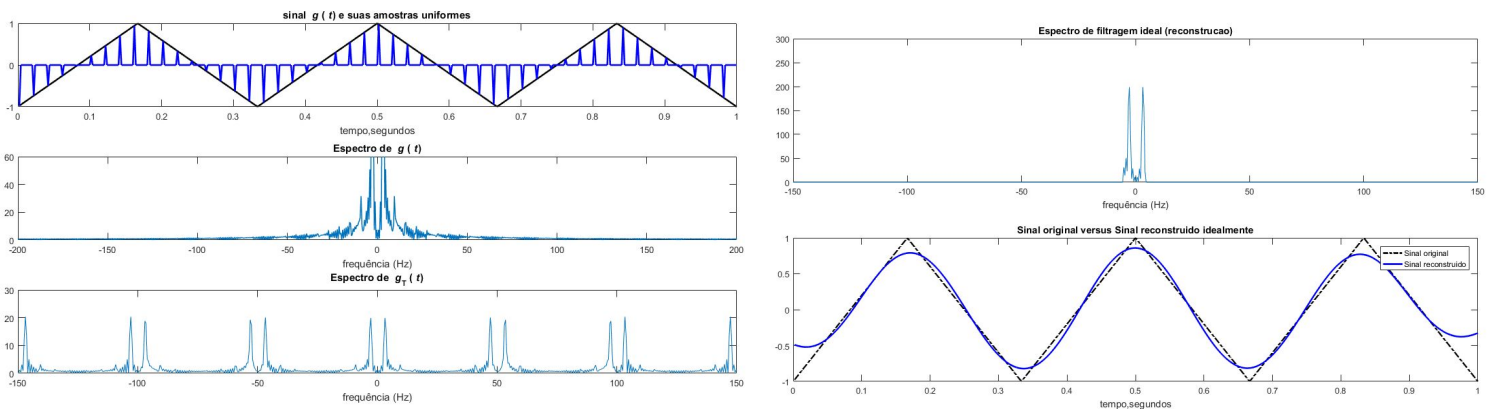 sinal g ( t) e suas amostras uniformes
1
0
-1
0 0.1 0.2 0.3 0.4 0.5 0.6 0.7 0.8 0.9 1
tempo,segundos
Espectro de g ( t)
60
40
20
0
-200 -150 -100 -50 0 50 100 150 200
frequência (Hz)
Espectro de g_T ( t)
30
20
10
0
-150 -100 -50 0 50 100 150
frequência (Hz)
Espectro de filtragem ideal (reconstrucao)
300
250
200
150
100
50
0
-150 -100 -50 0 50 100 150
frequência (Hz)
Sinal original versus Sinal reconstruido idealmente
1
0.5
0
-0.5
-1
Sinal original
Sinal reconstruido
0 0.1 0.2 0.3 0.4 0.5 0.6 0.7 0.8 0.9 1
tempo,segundos